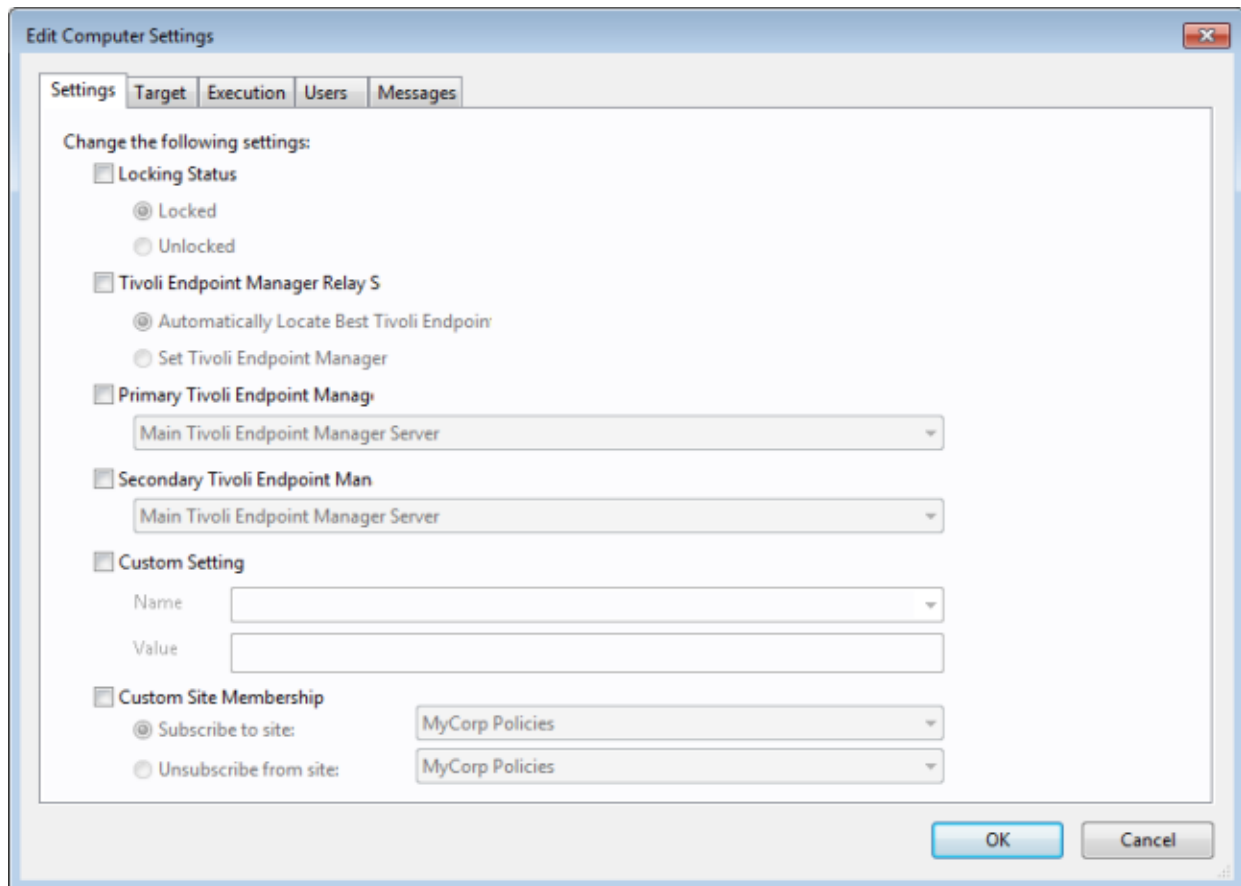 Edit Computer Settings
Settings Target Execution Users Messages
Change the following settings:
Locking Status
Locked
Unlocked
Tivoli Endpoint Manager Relay S
Automatically Locate Best Tivoli Endpoin
Set Tivoli Endpoint Manager
Primary Tivoli Endpoint Manag
Main Tivoli Endpoint Manager Server
Secondary Tivoli Endpoint Man
Main Tivoli Endpoint Manager Server
Custom Setting
Name
Value
Custom Site Membership
Subscribe to site: MyCorp Policies
Unsubscribe from site: MyCorp Policies
OK Cancel